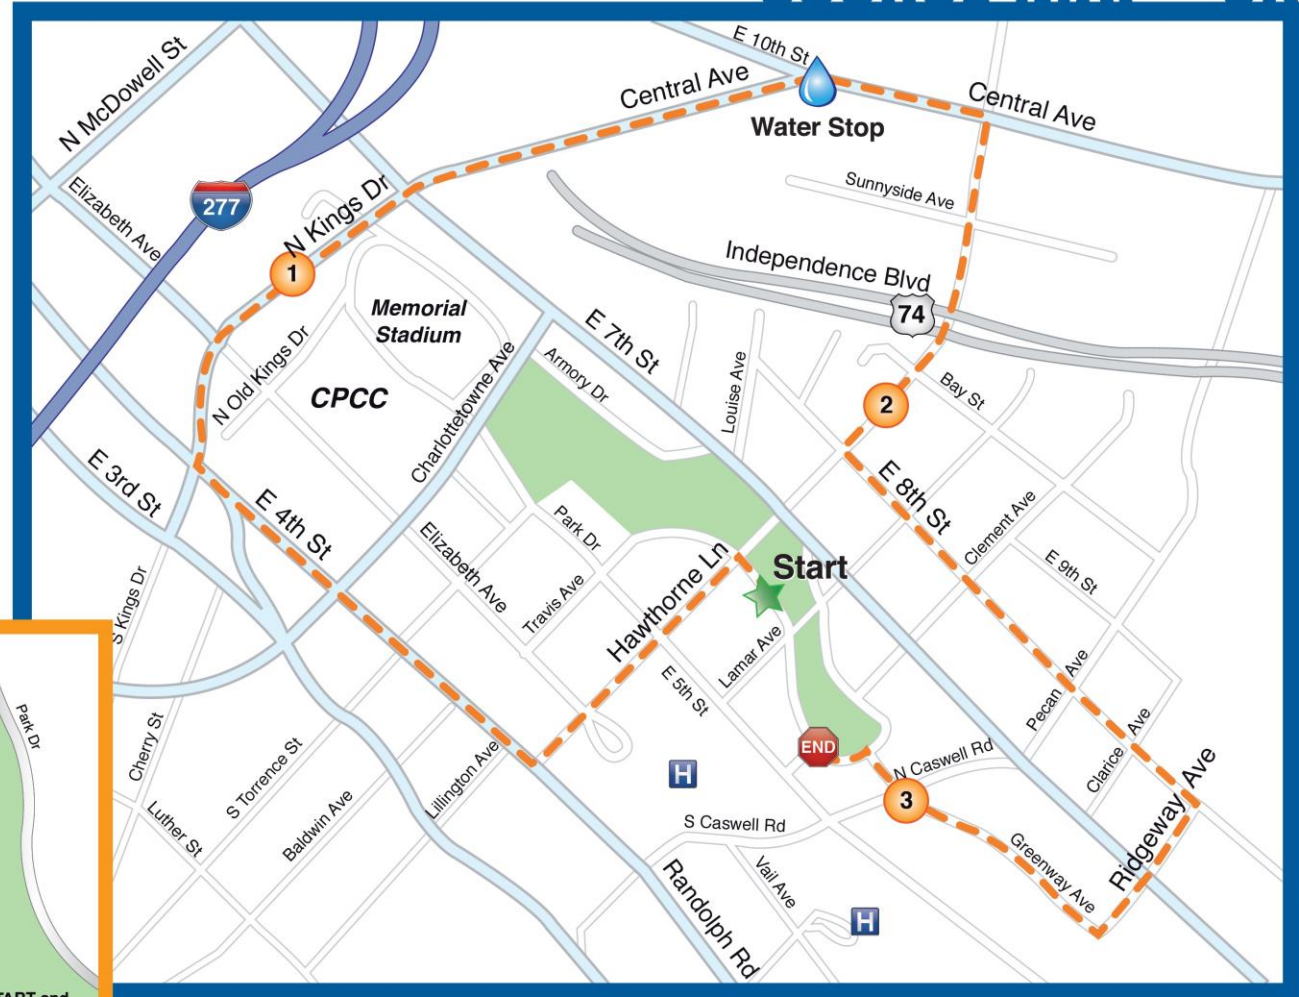 E 10th St
N McDowell St
Central Ave
Central Ave
Water Stop
Elizabeth Ave
277
N Kings Dr
Sunnyside Ave
1
Independence Blvd
74
Memorial
Stadium
E 7th St
N Old Kings Dr
CPCC
Charlottetowne Ave
Armory Dr
Louise Ave
Bay St
2
E 3rd St
E 4th St
E 8th St
Clement Ave
Park Dr
Elizabeth Ave
Travis Ave
Hawthorne Ln
Start
E 9th St
S Kings Dr
Lamar Ave
E 5th St
Pecan Ave
Park Dr
Cherry St
S Torrence St
Lillington Ave
END
N Caswell Rd
Clarice Ave
Ridgeway Ave
H
3
Luther St
Baldwin Ave
S Caswell Rd
Greenway Ave
Vail Ave
Randolph Rd
H
START and